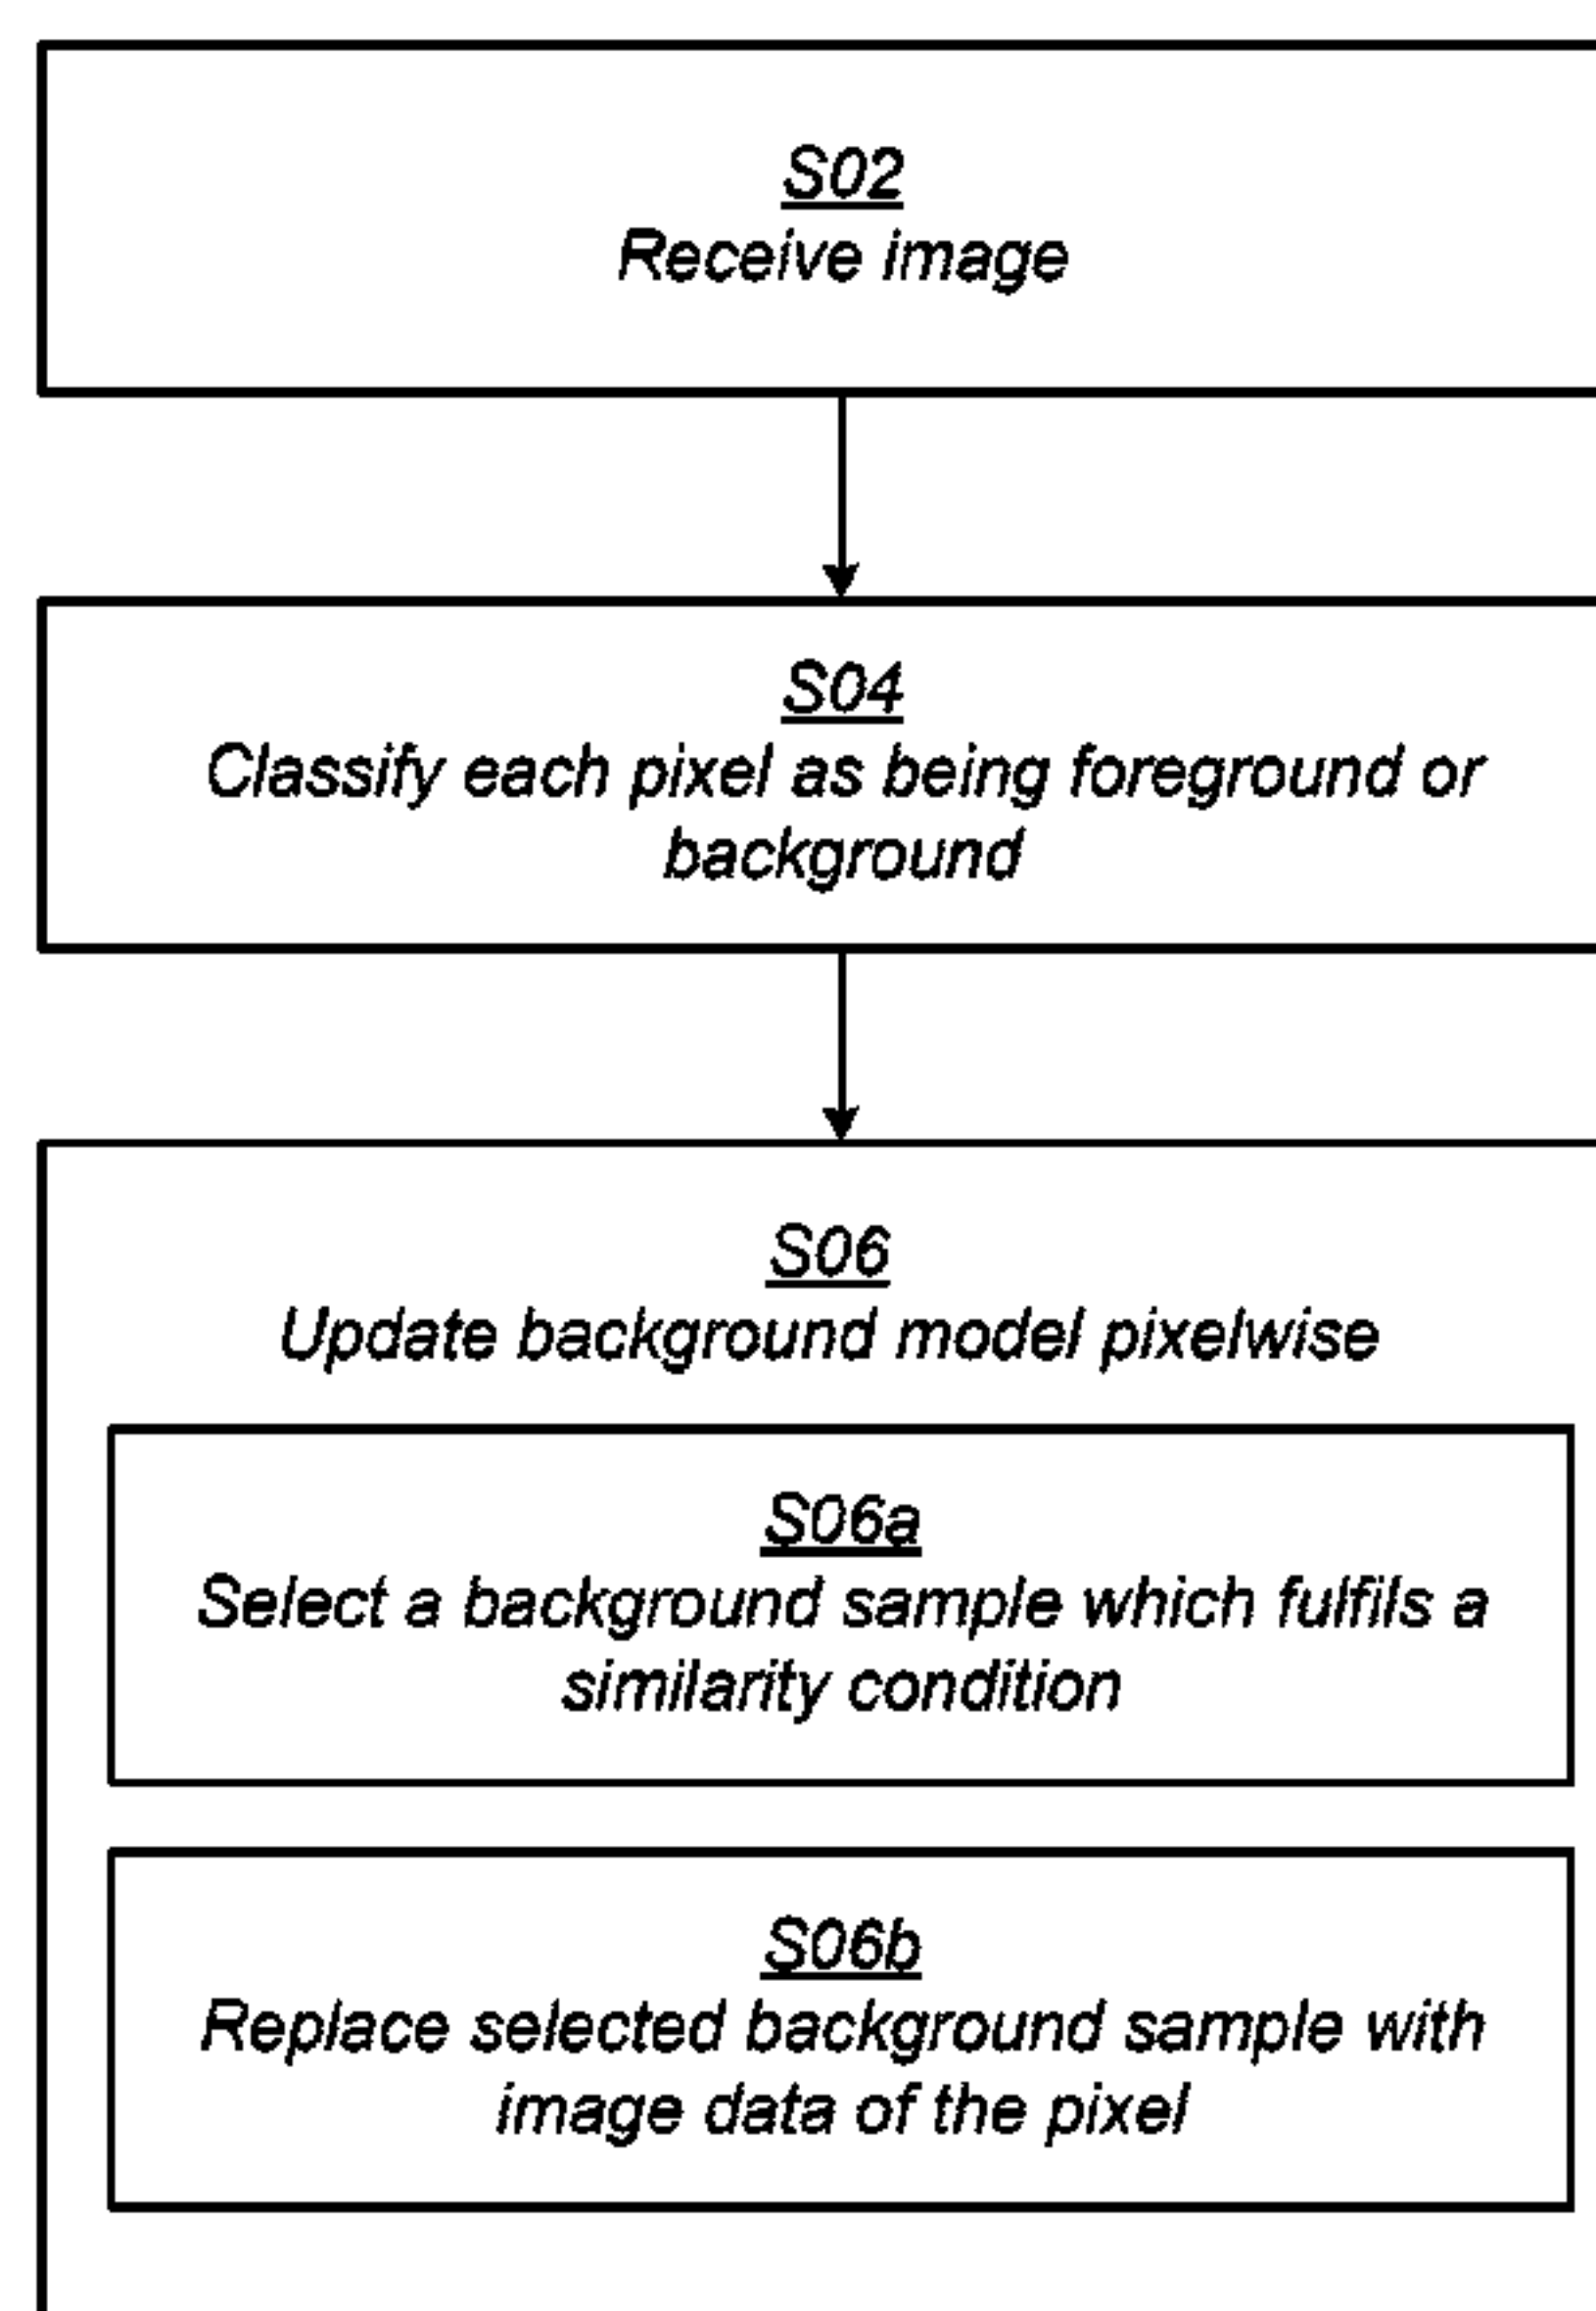 S02
Receive image
S04
Classify each pixel as being foreground or
background
S06
Update background model pixelwise
S06a
Select a background sample which fulfils a
similarity condition
S06b
Replace selected background sample with
image data of the pixel